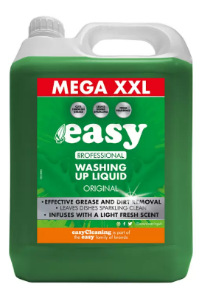 MEGA XXL
easy
PROFESSIONAL
WASHING
UP LIQUID
ORIGINAL
•EFFECTIVE GREASE AND DIRT REMOVAL
• LEAVES DISHES SPARKLING CLEAN
• INFUSES WITH A LIGHT FRESH SCENT
easyCleaning is part of
the easy family of brands